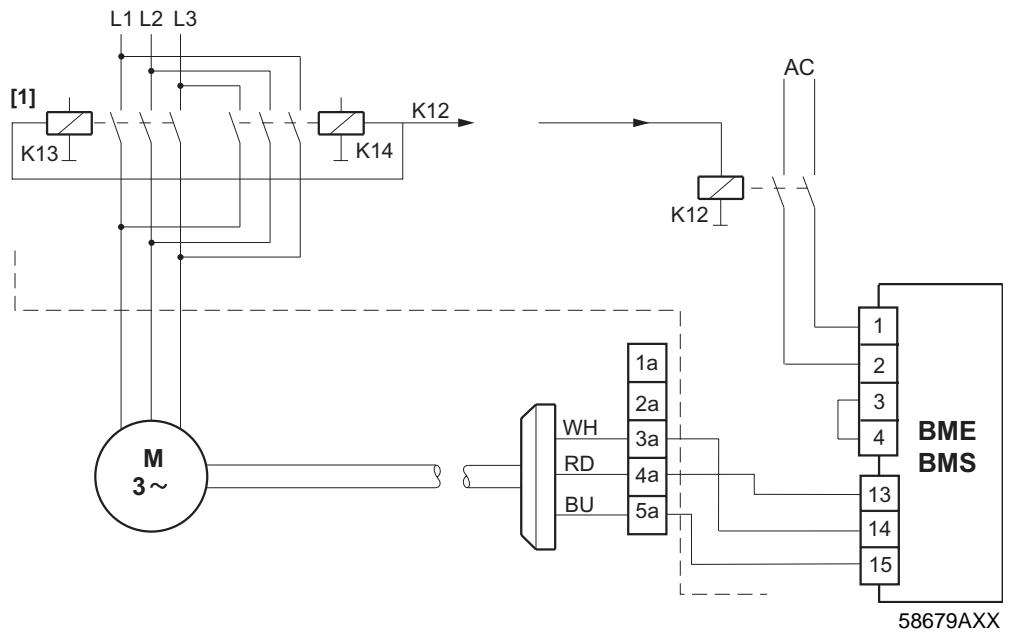 L1 L2 L3
AC
[1]
K12
K13
K14
K12
1
2
3
4
BME
BMS
13
14
15
1a
2a
3a
4a
5a
WH
RD
BU
M
3~
58679AXX